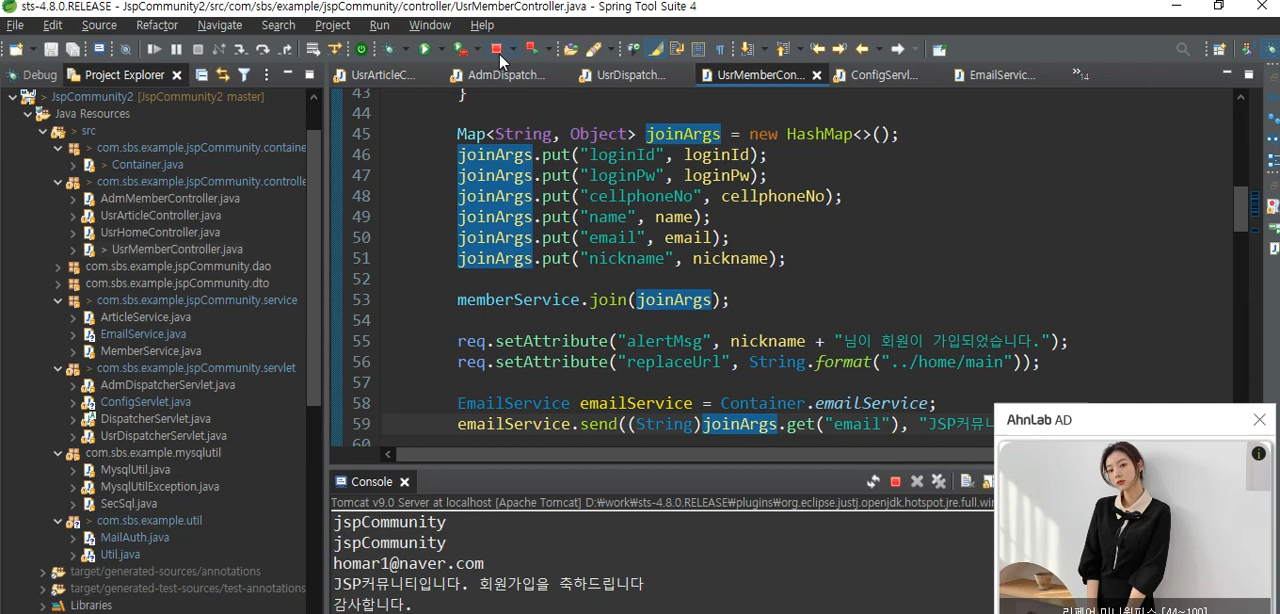 sts-4.8.0.RELEASE - JspCommunity2/src/com/sbs/example/jspCommunity/controller/UsrMemberController.java - Spring Tool Suite 4
File Edit Source Refactor Navigate Search Project Run Window Help
Debug Project Explorer
UsrArticleC... AdmDispatch... UsrDispatch... UsrMemberCon... ConfigServl... EmailServic... »14
> JspCommunity2 [JspCommunity2 master]
Java Resources
> src
> com.sbs.example.jspCommunity.containe
> Container.java
> com.sbs.example.jspCommunity.controlle
AdmMemberController.java
UsrArticleController.java
UsrHomeController.java
> UsrMemberController.java
com.sbs.example.jspCommunity.dao
com.sbs.example.jspCommunity.dto
> com.sbs.example.jspCommunity.service
ArticleService.java
EmailService.java
MemberService.java
> com.sbs.example.jspCommunity.servlet
AdmDispatcherServlet.java
ConfigServlet.java
DispatcherServlet.java
UsrDispatcherServlet.java
com.sbs.example.mysqlutil
MysqlUtil.java
MysqlUtilException.java
SecSql.java
> com.sbs.example.util
MailAuth.java
Util.java
target/generated-sources/annotations
target/generated-test-sources/test-annotations
Libraries
43 }
44
45 Map<String, Object> joinArgs = new HashMap<>();
46 joinArgs.put("loginId", loginId);
47 joinArgs.put("loginPw", loginPw);
48 joinArgs.put("cellphoneNo", cellphoneNo);
49 joinArgs.put("name", name);
50 joinArgs.put("email", email);
51 joinArgs.put("nickname", nickname);
52
53 memberService.join(joinArgs);
54
55 req.setAttribute("alertMsg", nickname + "님이 회원이 가입되었습니다.");
56 req.setAttribute("replaceUrl", String.format("../home/main"));
57
58 EmailService emailService = Container.emailService;
59 emailService.send((String)joinArgs.get("email"), "JSP커뮤니
60
Console
Tomcat v9.0 Server at localhost [Apache Tomcat] D:₩work₩sts-4.8.0.RELEASE₩plugins₩org.eclipse.justj.openjdk.hotspot.jre.full.win
jspCommunity
jspCommunity
homar1@naver.com
JSP커뮤니티입니다. 회원가입을 축하드립니다
감사합니다.
AhnLab AD
리페어 미니원피스 [44~100]